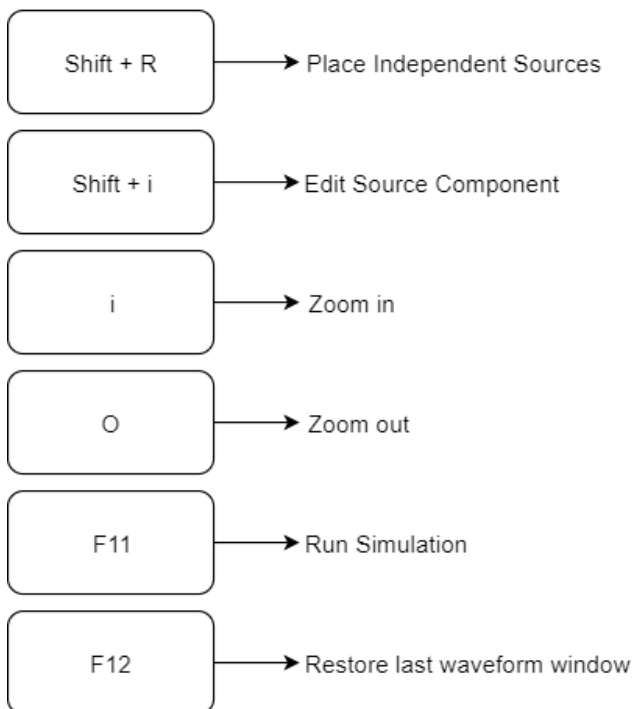 Shift + R Place Independent Sources
Shift + i Edit Source Component
i Zoom in
O Zoom out
F11 Run Simulation
F12 Restore last waveform window